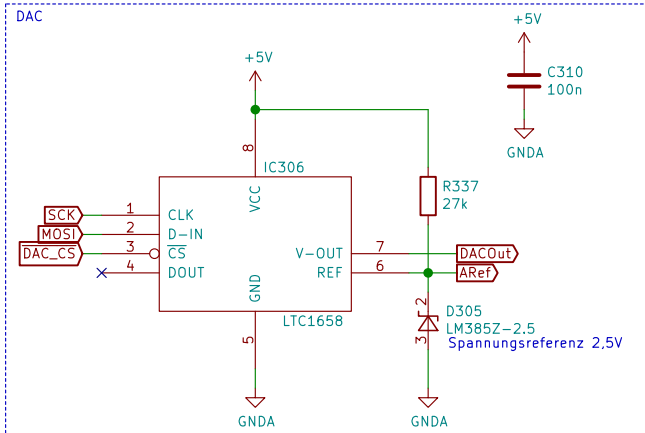 DAC
+5V
C310
100n
GNDA
+5V
8
IC306
VCC
R337
27k
SCK 1 CLK
MOSI 2 D-IN
DAC_CS 3 CS
4 DOUT
V-OUT 7 DACOut
REF 6 ARef
GND
LTC1658
5
2
D305
LM385Z-2.5
3
Spannungsreferenz 2,5V
GNDA
GNDA